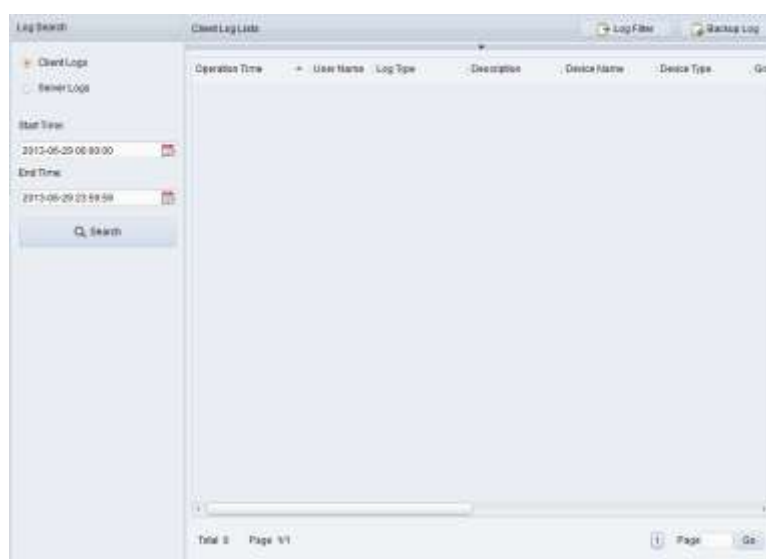 Log Search
Client Log Lists
Log Filter
Backup Log
Client Logs
Server Logs
Operation Time User Name Log Type Description Device Name Device Type
Start Time:
2013-06-29 00:00:00
End Time:
2013-06-29 23:59:59
Search
Total 0 Page 1/1
1 Page Go